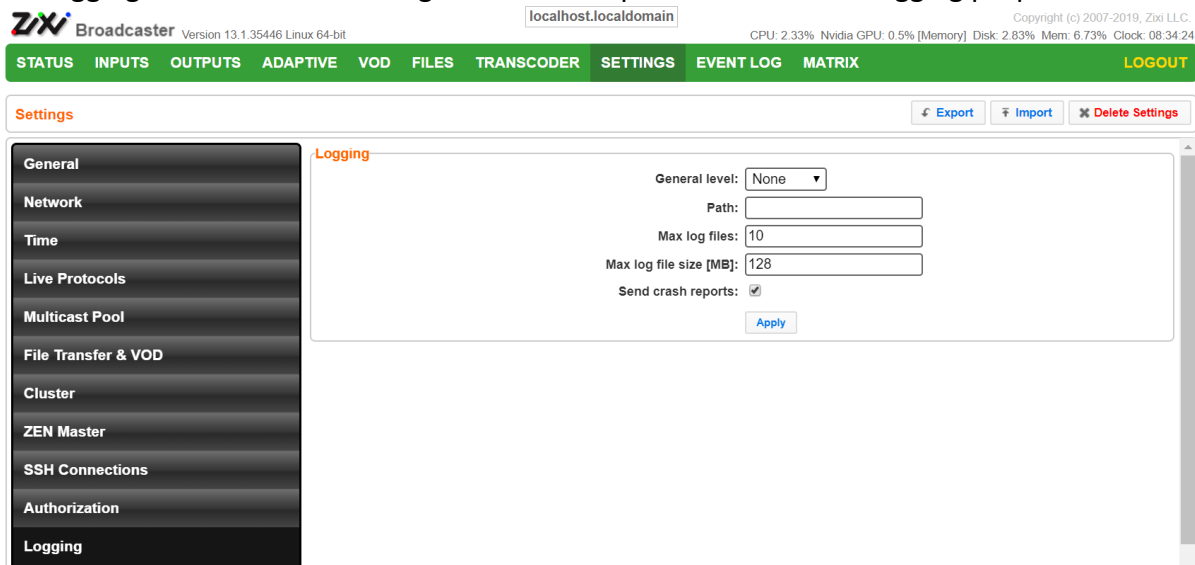 localhost.localdomain
Copyright (c) 2007-2019, Zixi LLC.
ZiXi Broadcaster Version 13.1.35446 Linux 64-bit
CPU: 2.33% Nvidia GPU: 0.5% [Memory] Disk: 2.83% Mem: 6.73% Clock: 08:34:24
STATUS INPUTS OUTPUTS ADAPTIVE VOD FILES TRANSCODER SETTINGS EVENT LOG MATRIX LOGOUT
Settings
Export Import Delete Settings
General
Network
Time
Live Protocols
Multicast Pool
File Transfer & VOD
Cluster
ZEN Master
SSH Connections
Authorization
Logging
Logging
General level: None
Path:
Max log files: 10
Max log file size [MB]: 128
Send crash reports:
Apply